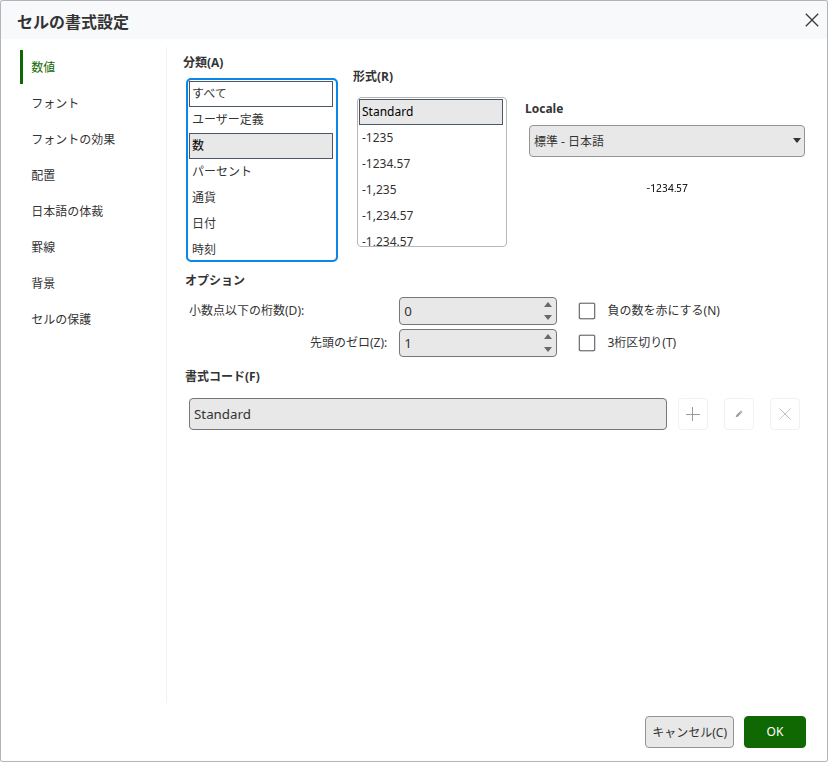 セルの書式設定
数値
フォント
フォントの効果
配置
日本語の体裁
罫線
背景
セルの保護
分類(A)
すべて
ユーザー定義
数
パーセント
通貨
日付
時刻
形式(R)
Standard
-1235
-1234.57
-1,235
-1,234.57
-1.234.57
Locale
標準 - 日本語
-1234.57
オプション
小数点以下の桁数(D):
0
負の数を赤にする(N)
先頭のゼロ(Z):
1
3桁区切り(T)
書式コード(F)
Standard
キャンセル(C)
OK